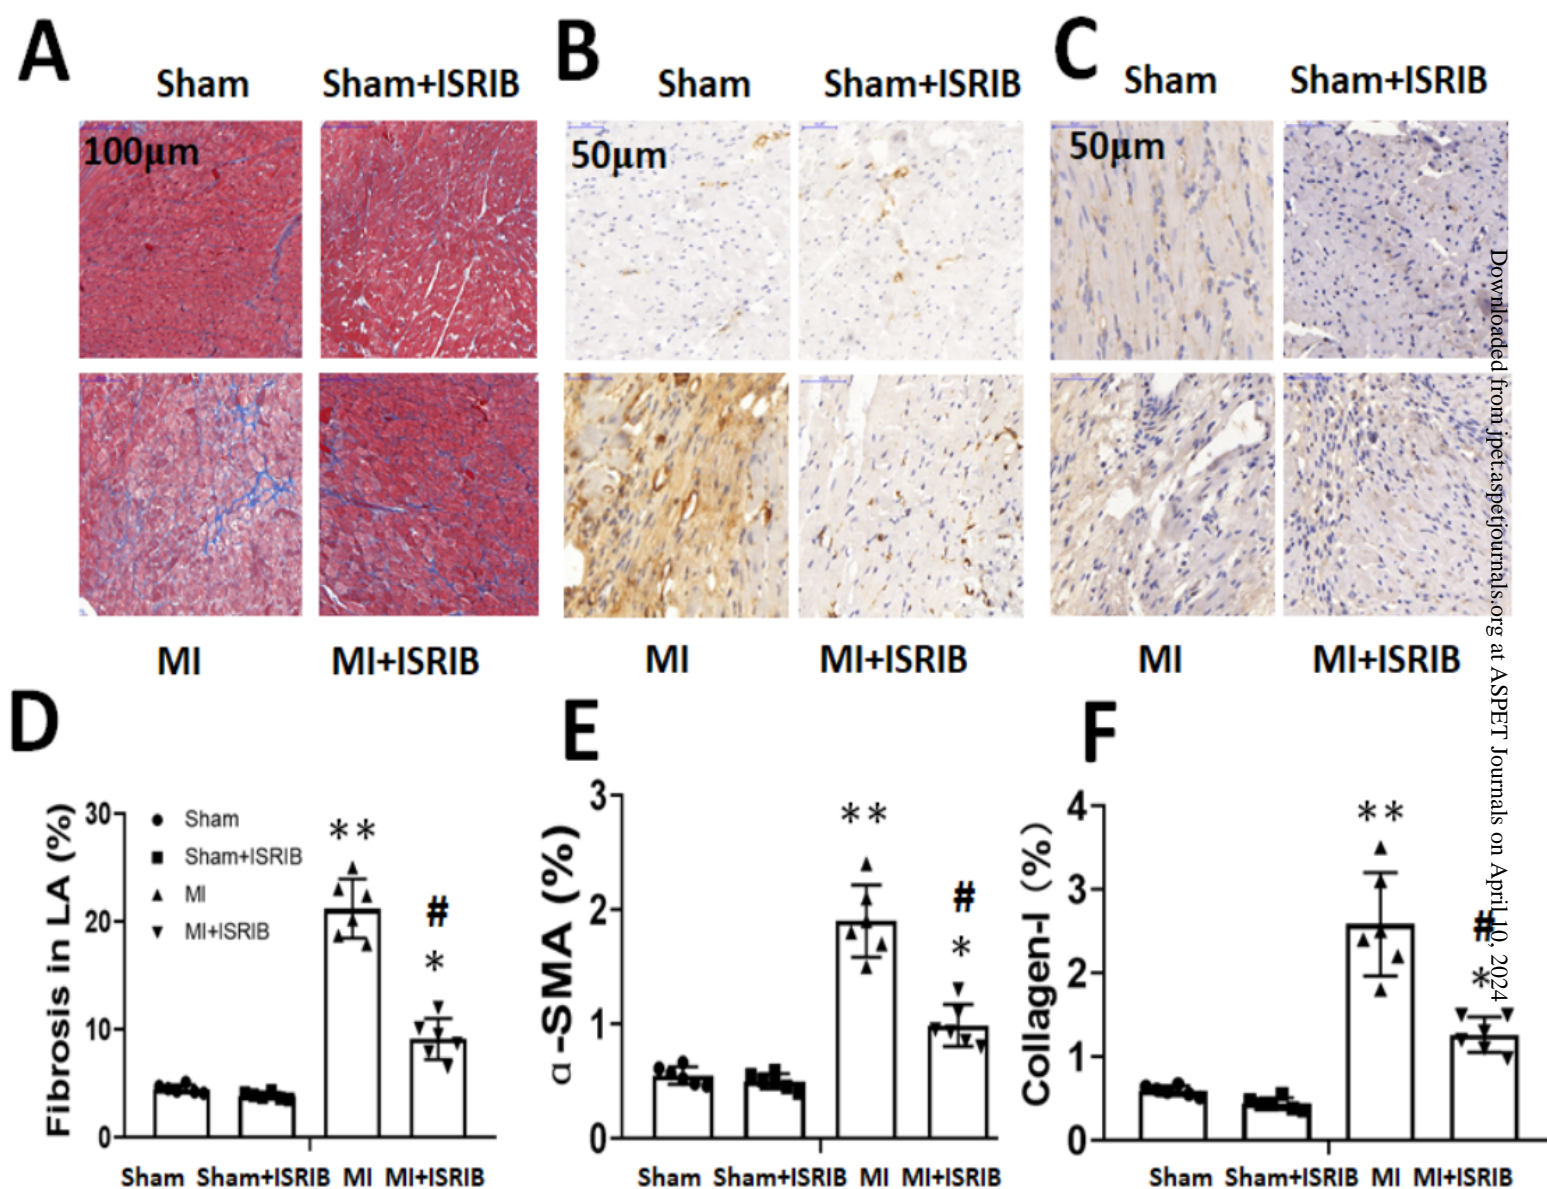 A
B
C
Sham
Sham+ISRIB
Sham
Sham+ISRIB
Sham
Sham+ISRIB
100μm
50μm
50μm
MI
MI+ISRIB
MI
MI+ISRIB
MI
MI+ISRIB
Downloaded from jpet.aspetjournals.org at ASPET Journals on April 10, 2024
D
E
F
Fibrosis in LA (%)
30
20
10
0
Sham
Sham+ISRIB
MI
MI+ISRIB
**
#
*
Sham Sham+ISRIB MI MI+ISRIB
α-SMA (%)
3
2
1
0
**
#
*
Sham Sham+ISRIB MI MI+ISRIB
Collagen-I (%)
4
3
2
1
0
**
#
*
Sham Sham+ISRIB MI MI+ISRIB